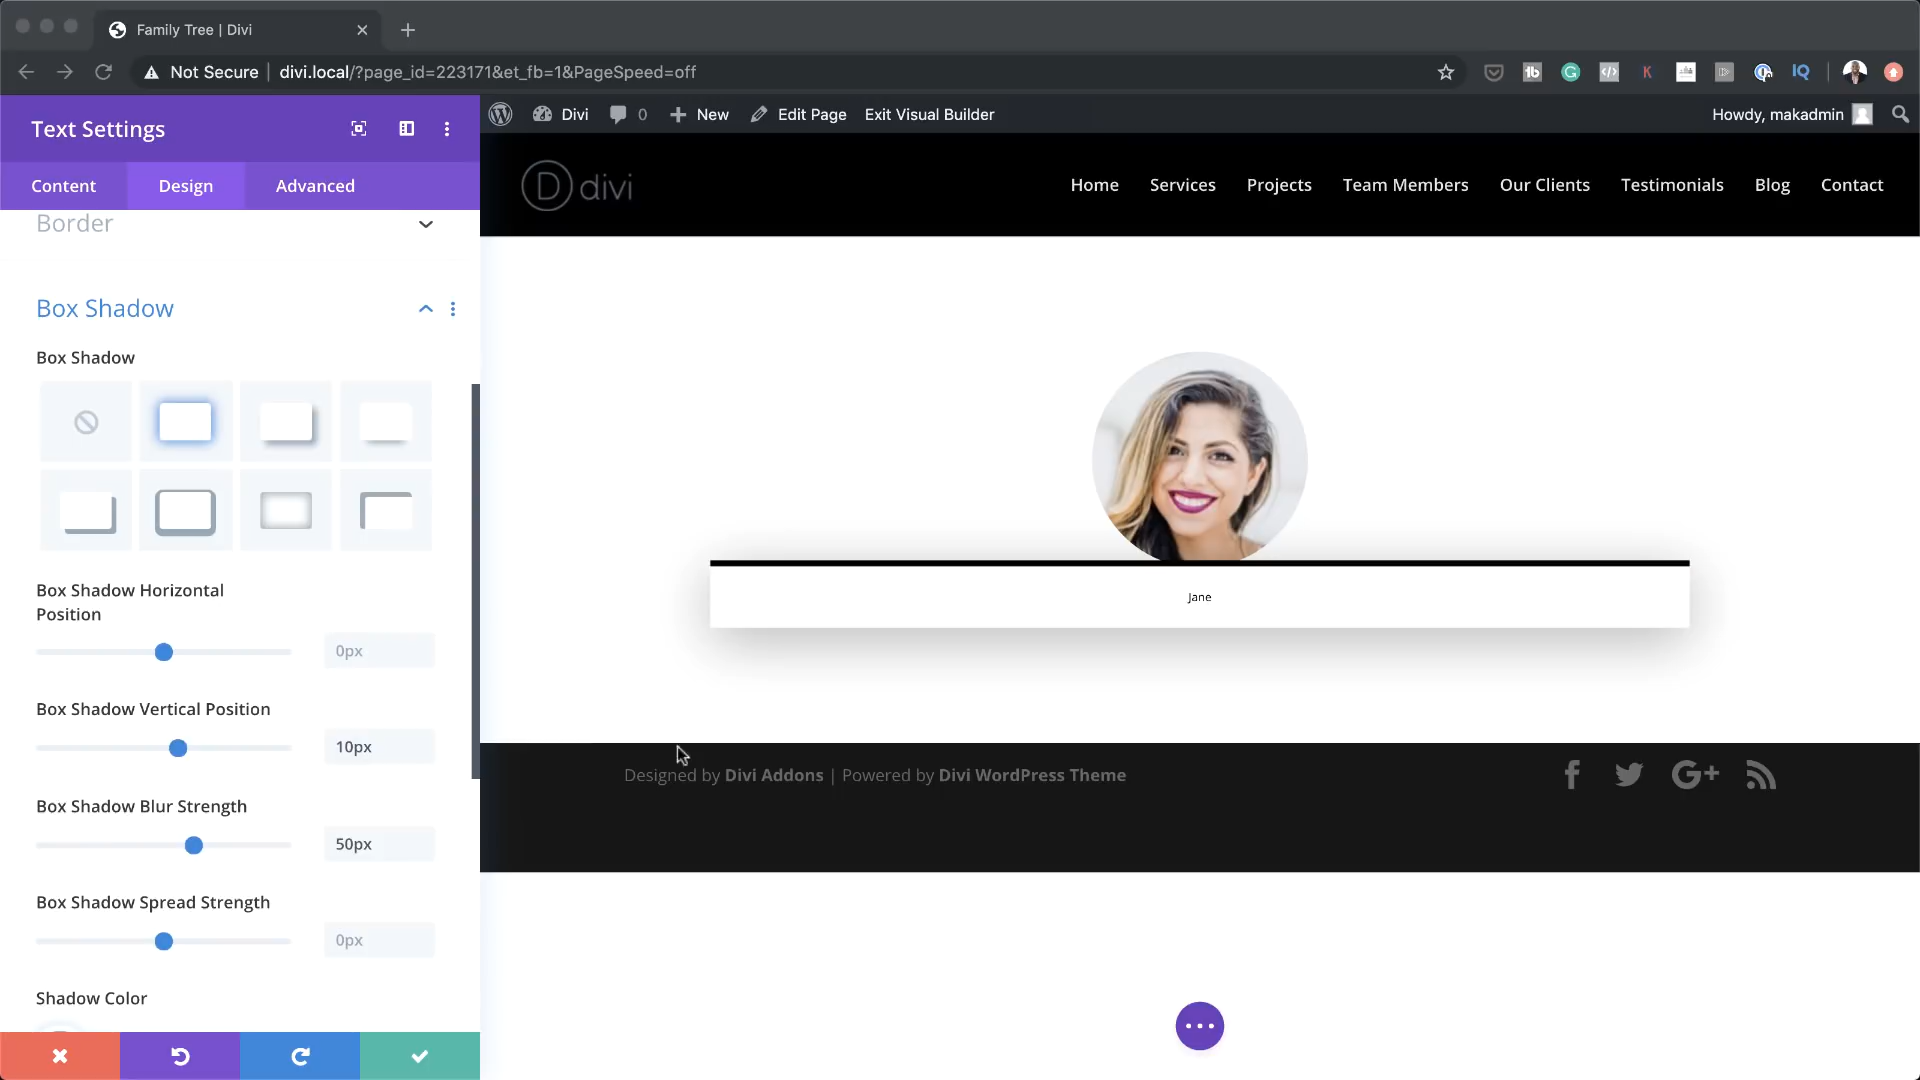 Family Tree | Divi
Not Secure | divi.local/?page_id=223171&et_fb=1&PageSpeed=off
Text Settings
Divi 0 New Edit Page Exit Visual Builder Howdy, makadmin
Content Design Advanced
D divi
Home Services Projects Team Members Our Clients Testimonials Blog Contact
Border
Box Shadow
Box Shadow
Box Shadow Horizontal
Position
0px
Box Shadow Vertical Position
10px
Box Shadow Blur Strength
50px
Box Shadow Spread Strength
0px
Shadow Color
Jane
Designed by Divi Addons | Powered by Divi WordPress Theme